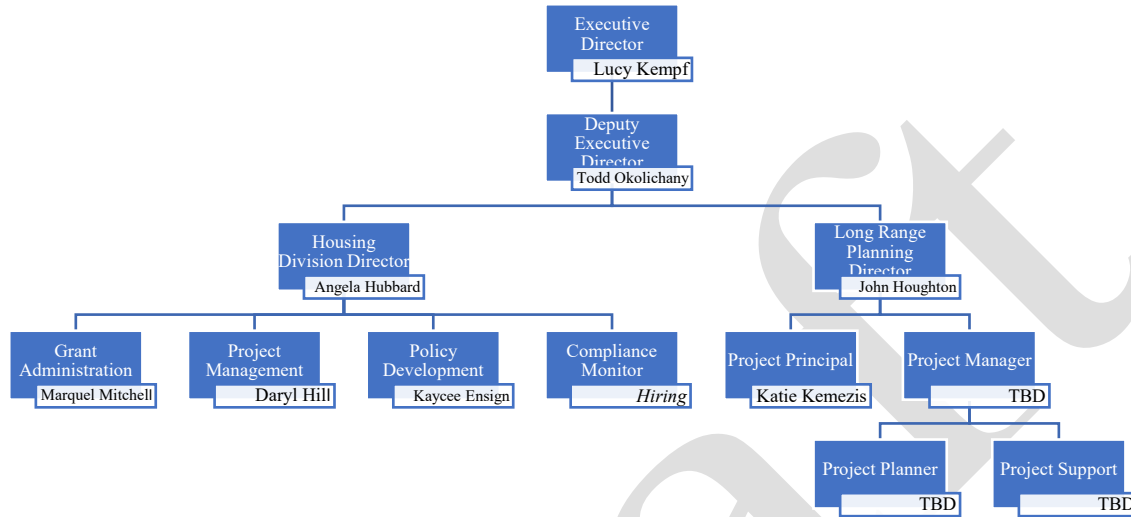 Executive
Director
Lucy Kempf
Deputy
Executive
Director
Todd Okolichany
Housing
Division Director
Angela Hubbard
Long Range
Planning
Director
John Houghton
Grant
Administration
Marquel Mitchell
Project
Management
Daryl Hill
Policy
Development
Kaycee Ensign
Compliance
Monitor
Hiring
Project Principal
Katie Kemezis
Project Manager
TBD
Project Planner
TBD
Project Support
TBD